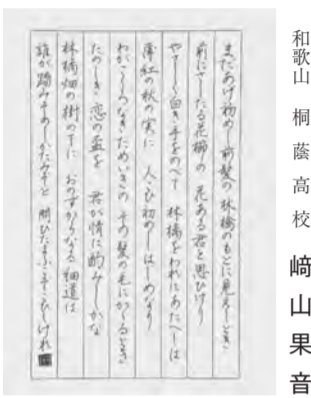 和歌山 桐蔭高校
﨑山果音
まだあげ初めし前髪の 林檎のもとに見えしとき
前にさしたる花櫛の 花ある君と思ひけり
やさしく白き手をのべて 林檎をわれにあたへしは
薄紅の秋の実に 人こひ初めしはじめなり
わがこゝろなきためいきの その髪の毛にかゝるとき
たのしき恋の盃を 君が情に酌みしかな
林檎畑の樹の下に おのづからなる細道は
誰が踏みそめしかたみぞと 問ひたまふこそこひしけれ